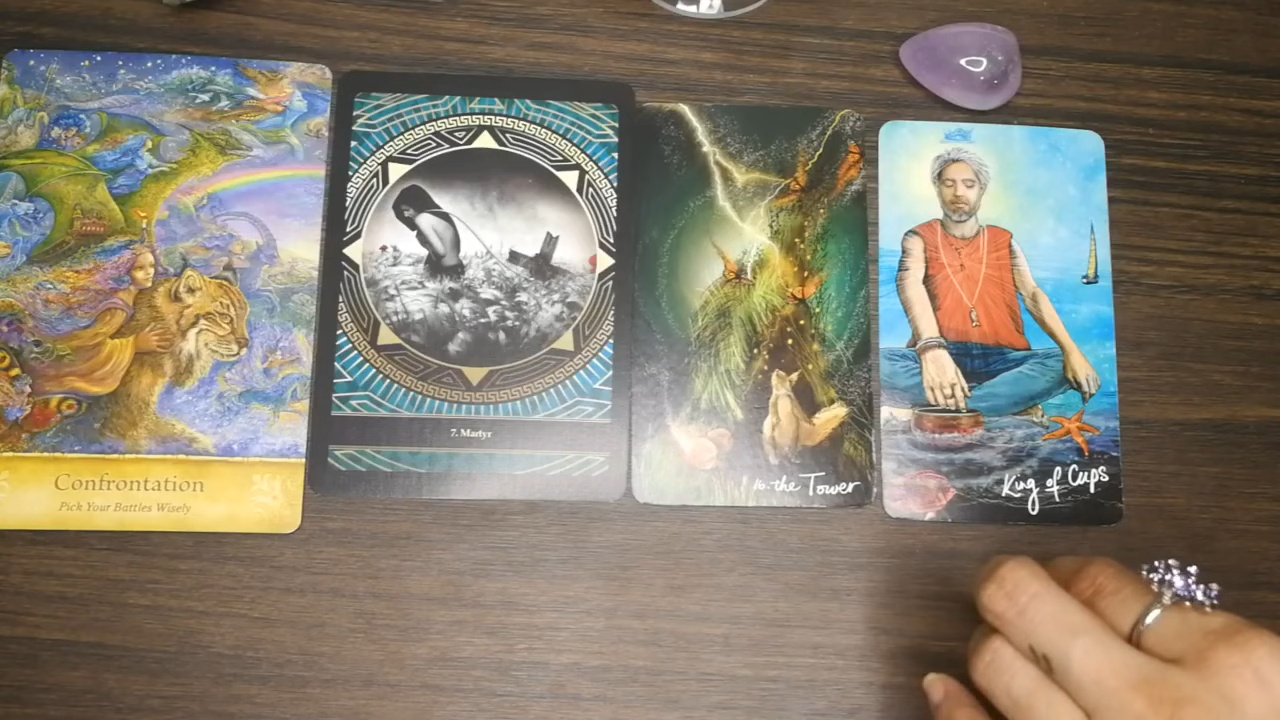 Confrontation
Pick Your Battles Wisely
7. Martyr
16. the Tower
King of Cups